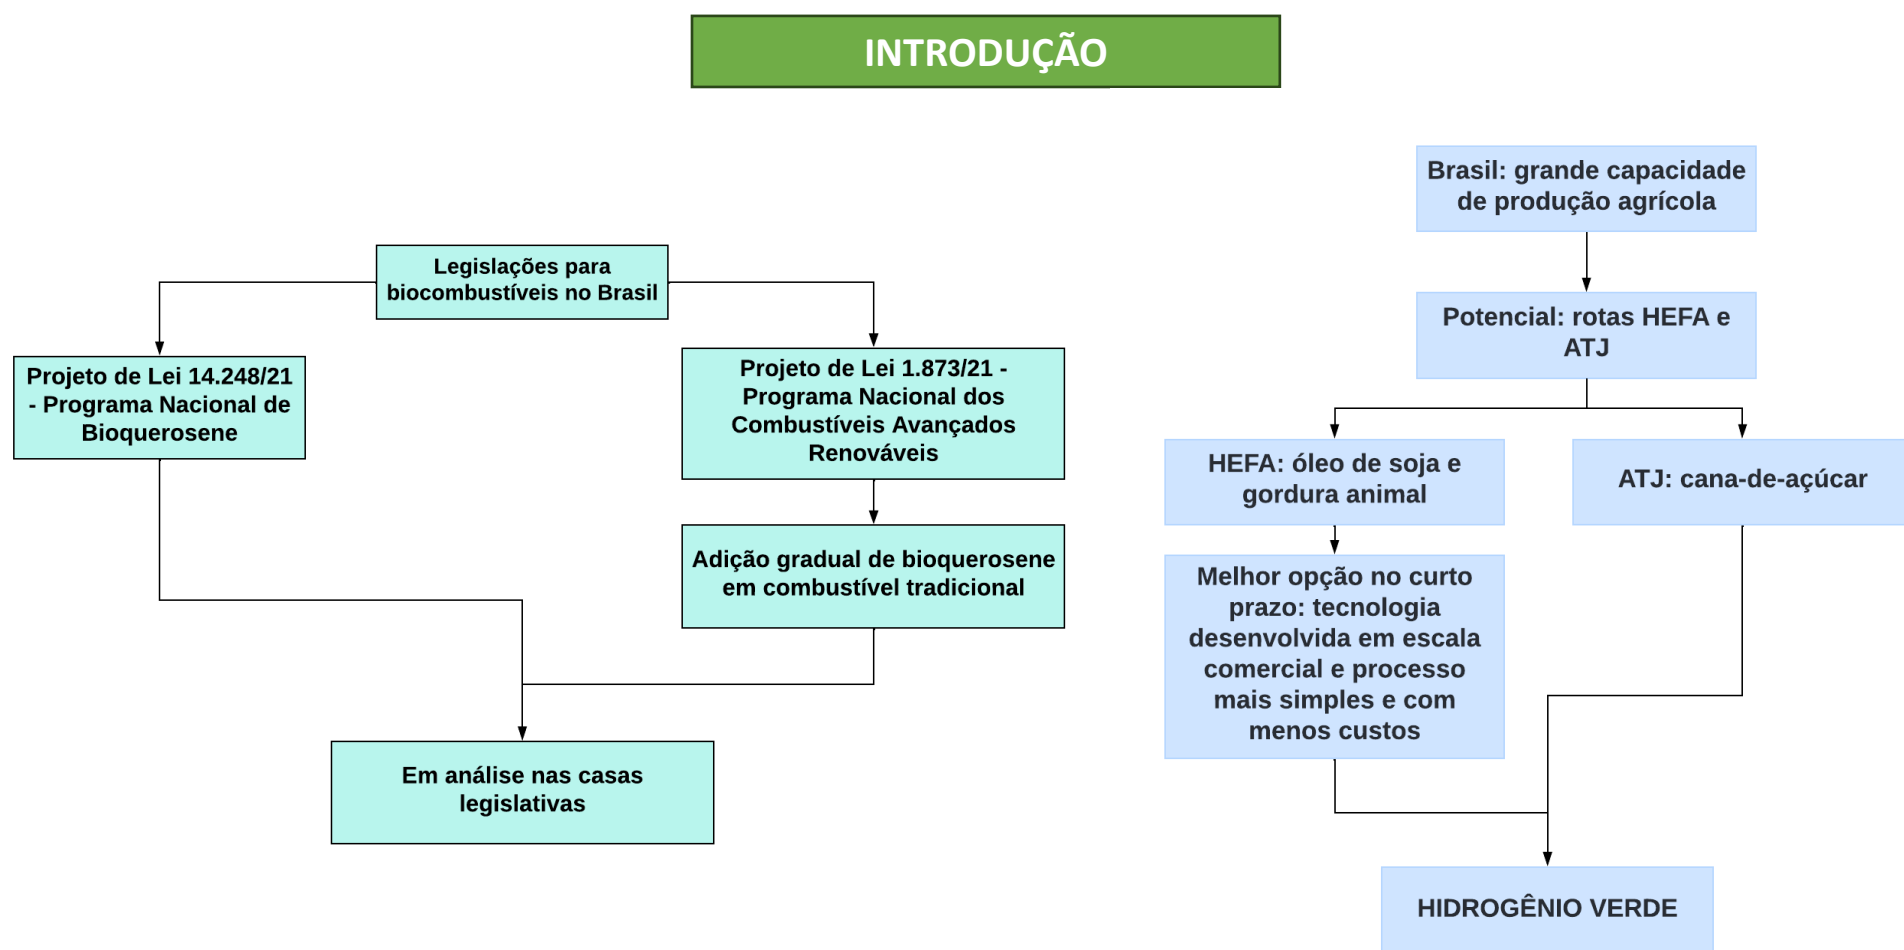 INTRODUÇÃO
Legislações para
biocombustíveis no Brasil
Projeto de Lei 14.248/21
- Programa Nacional de
Bioquerosene
Projeto de Lei 1.873/21 -
Programa Nacional dos
Combustíveis Avançados
Renováveis
Adição gradual de bioquerosene
em combustível tradicional
Em análise nas casas
legislativas
Brasil: grande capacidade
de produção agrícola
Potencial: rotas HEFA e
ATJ
HEFA: óleo de soja e
gordura animal
ATJ: cana-de-açúcar
Melhor opção no curto
prazo: tecnologia
desenvolvida em escala
comercial e processo
mais simples e com
menos custos
HIDROGÊNIO VERDE